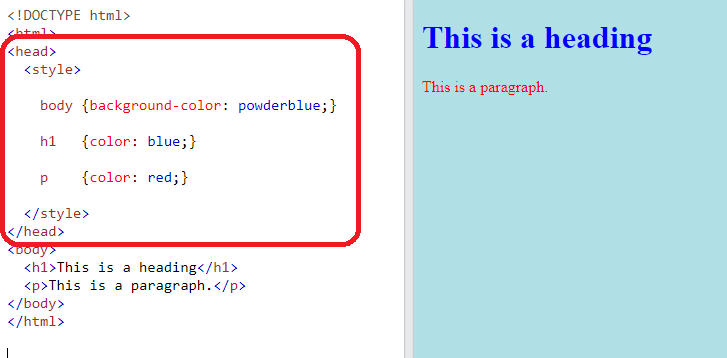 <!DOCTYPE html>
<html>
<head>
  <style>
    body {background-color: powderblue;}
    h1   {color: blue;}
    p    {color: red;}
  </style>
</head>
<body>
  <h1>This is a heading</h1>
  <p>This is a paragraph.</p>
</body>
</html>
This is a heading
This is a paragraph.